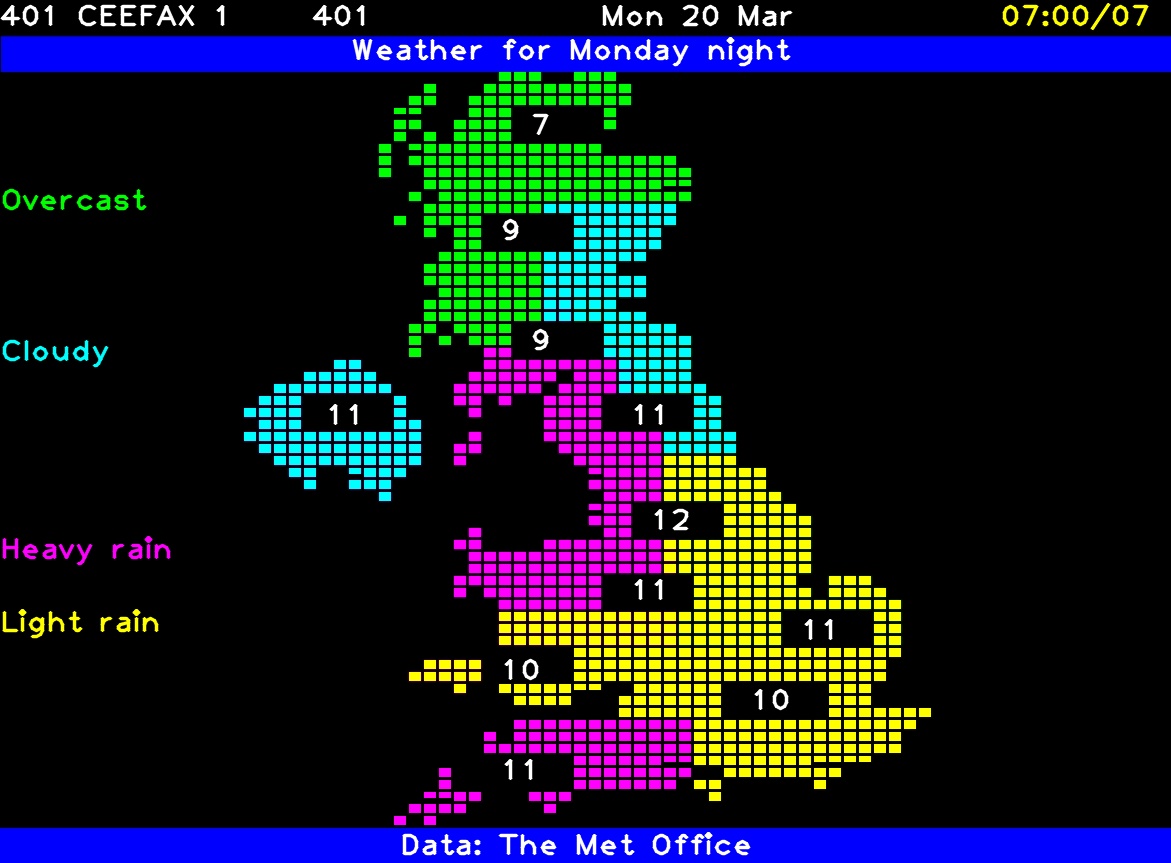 401 CEEFAX 1 401 Mon 20 Mar 07:00/07
Weather for Monday night
7
Overcast
9
9
Cloudy
11 11
12
Heavy rain
11
Light rain
11
10
10
11
Data: The Met Office